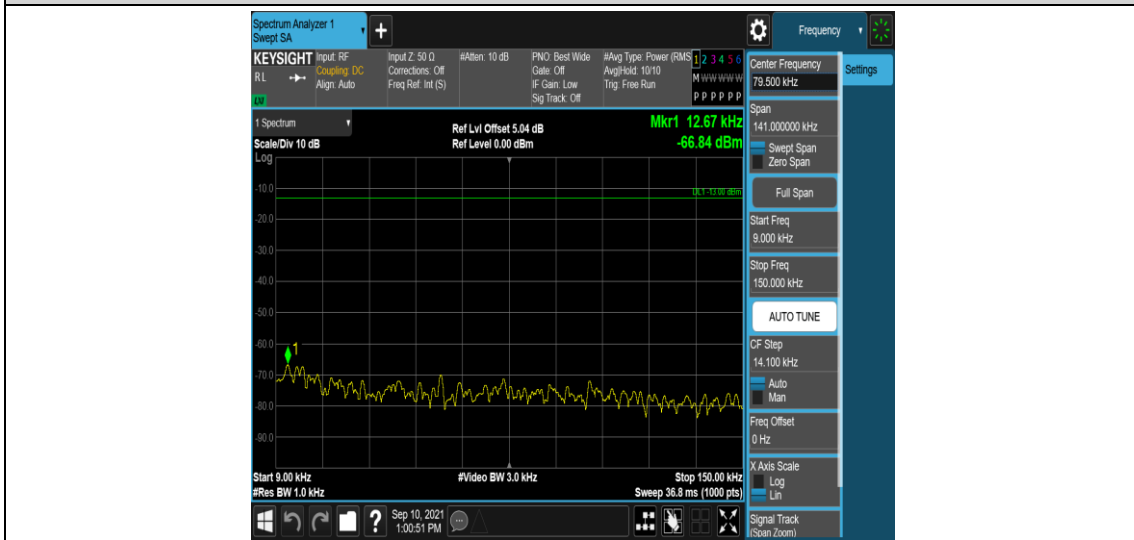 Spectrum Analyzer 1
Swept SA
+
Frequency
KEYSIGHT
RL
LXI
Input: RF
Coupling: DC
Align: Auto
Input Z: 50 Ω
Corrections: Off
Freq Ref: Int (S)
#Atten: 10 dB
PNO: Best Wide
Gate: Off
IF Gain: Low
Sig Track: Off
#Avg Type: Power (RMS
Avg|Hold: 10/10
Trig: Free Run
1 2 3 4 5 6
M W W W W W
P P P P P P
1 Spectrum
Scale/Div 10 dB
Log
Ref Lvl Offset 5.04 dB
Ref Level 0.00 dBm
Mkr1 12.67 kHz
-66.84 dBm
DL1 -13.00 dBm
-10.0
-20.0
-30.0
-40.0
-50.0
-60.0
1
-70.0
-80.0
-90.0
Start 9.00 kHz
#Res BW 1.0 kHz
#Video BW 3.0 kHz
Stop 150.00 kHz
Sweep 36.8 ms (1000 pts)
Center Frequency
79.500 kHz
Settings
Span
141.000000 kHz
Swept Span
Zero Span
Full Span
Start Freq
9.000 kHz
Stop Freq
150.000 kHz
AUTO TUNE
CF Step
14.100 kHz
Auto
Man
Freq Offset
0 Hz
X Axis Scale
Log
Lin
Signal Track
(Span Zoom)
?
Sep 10, 2021
1:00:51 PM